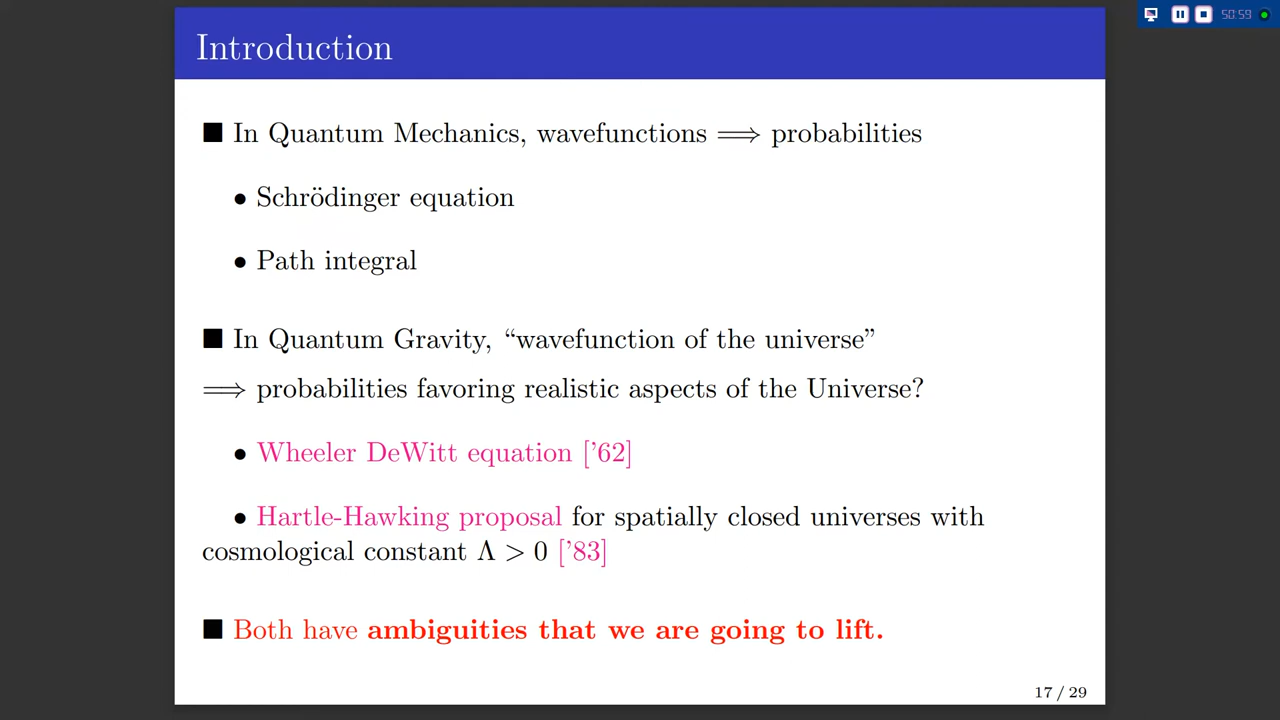 50:59
Introduction
■ In Quantum Mechanics, wavefunctions ⟹ probabilities
• Schrödinger equation
• Path integral
■ In Quantum Gravity, “wavefunction of the universe”
⟹ probabilities favoring realistic aspects of the Universe?
• Wheeler DeWitt equation [’62]
• Hartle-Hawking proposal for spatially closed universes with
cosmological constant Λ > 0 [’83]
■ Both have ambiguities that we are going to lift.
17 / 29